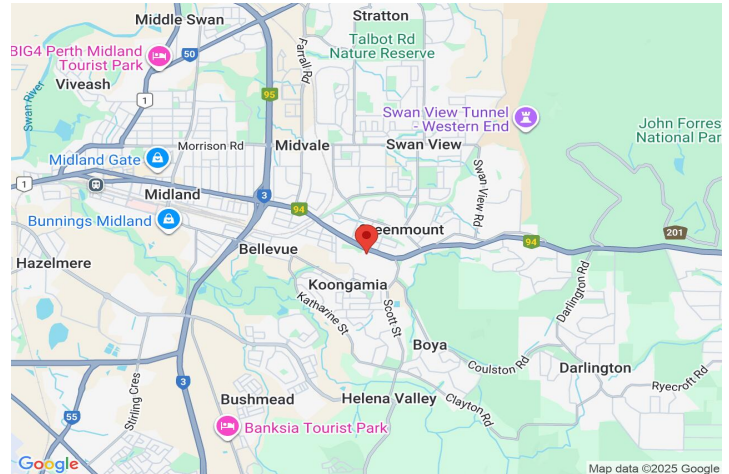 Middle Swan
Stratton
BIG4 Perth Midland
Tourist Park
50
Farrall Rd
Talbot Rd
Nature Reserve
Viveash
Swan River
1
95
Swan View Tunnel
- Western End
John Forres
National Par
Morrison Rd
Midvale
Swan View
Midland Gate
Swan View Rd
1
Midland
3
94
Bunnings Midland
eenmount
94
201
Bellevue
Hazelmere
Koongamia
Katharine St
Scott St
Darlington Rd
Boya
Coulston Rd
Darlington
3
Stirling Cres
Ryecroft Rd
Bushmead
Helena Valley
Clayton Rd
55
Banksia Tourist Park
Google
Map data ©2025 Google